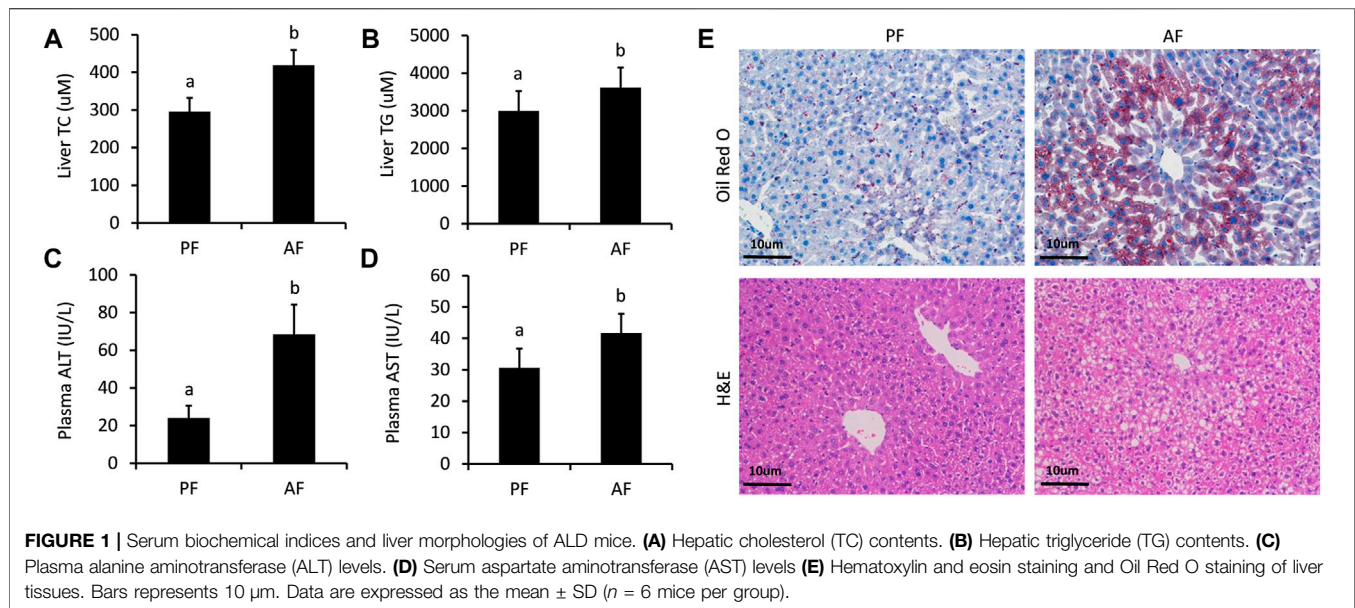 A
Liver TC (uM)
500
400
300
200
100
0
a
b
PF
AF
B
Liver TG (uM)
5000
4000
3000
2000
1000
0
a
b
PF
AF
C
Plasma ALT (IU/L)
100
80
60
40
20
0
a
b
PF
AF
D
Plasma AST (IU/L)
60
50
40
30
20
10
0
a
b
PF
AF
E
PF
AF
Oil Red O
10um
10um
H&E
10um
10um
FIGURE 1 | Serum biochemical indices and liver morphologies of ALD mice. (A) Hepatic cholesterol (TC) contents. (B) Hepatic triglyceride (TG) contents. (C)
Plasma alanine aminotransferase (ALT) levels. (D) Serum aspartate aminotransferase (AST) levels (E) Hematoxylin and eosin staining and Oil Red O staining of liver
tissues. Bars represents 10 μm. Data are expressed as the mean ± SD (n = 6 mice per group).